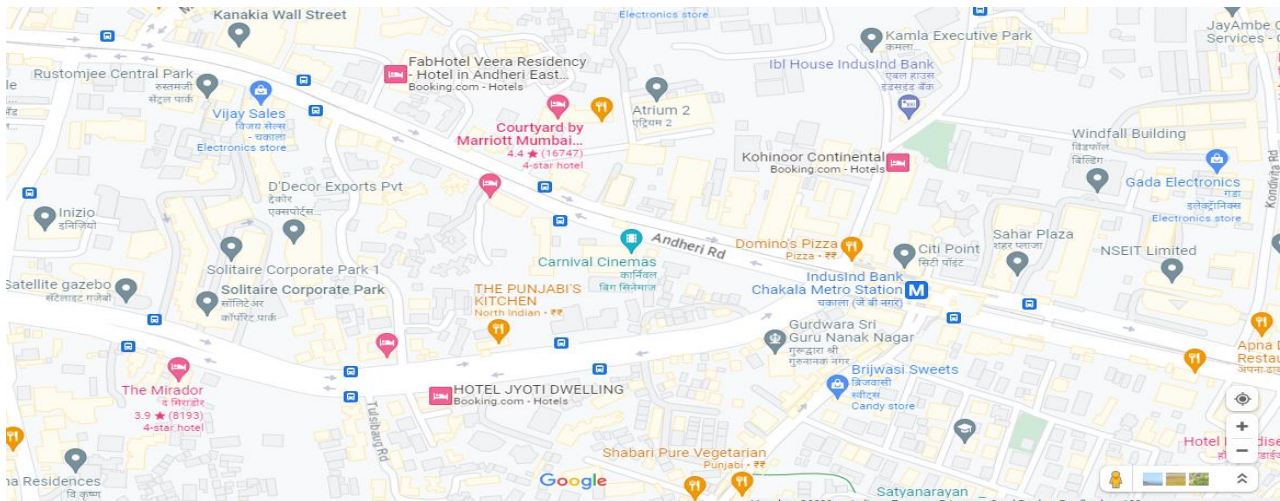 Kanakia Wall Street
Electronics store
Kamla Executive Park
कमला
JayAmbe C
Services - C
FabHotel Veera Residency
- Hotel in Andheri East...
Booking.com - Hotels
Ibl House IndusInd Bank
एबल हाउस
इंडसइंड बैंक
Rustomjee Central Park
रुस्तमजी
सेंट्रल पार्क
Vijay Sales
विजय सेल्स
- चकाला
Electronics store
Atrium 2
एट्रियम 2
Courtyard by
Marriott Mumbai...
4.4 ★ (16747)
4-star hotel
Windfall Building
विंडफॉल
बिल्डिंग
Kohinoor Continental
Booking.com - Hotels
Gada Electronics
गडा
इलेक्ट्रॉनिक्स
Electronics store
Kondivita Rd
D'Decor Exports Pvt
देकोर
एक्सपोर्ट्स...
Inizio
इनिजियो
Andheri Rd
Domino's Pizza
Pizza • ₹₹
Citi Point
सिटी पॉइंट
Sahar Plaza
शहर प्लाजा
NSEIT Limited
Carnival Cinemas
कार्निवल
बिग सिनेमाज
Solitaire Corporate Park 1
Satellite gazebo
सॅटेलाइट गजेबो
Solitaire Corporate Park
सॉलिटेअर
कॉर्पोरेट पार्क
THE PUNJABI'S
KITCHEN
North Indian • ₹₹
IndusInd Bank
Chakala Metro Station
चकाला (जे बी नगर)
M
Gurdwara Sri
Guru Nanak Nagar
गुरूद्वारा श्री
गुरुनानक नगर
Apna D
Restau
अपना ढाब
The Mirador
द मिराडोर
3.9 ★ (8193)
4-star hotel
HOTEL JYOTI DWELLING
Booking.com - Hotels
Brijwasi Sweets
ब्रिजवासी
स्वीट्स
Candy store
Tulsibaug Rd
Shabari Pure Vegetarian
Punjabi • ₹₹
Hotel
na Residences
वि कृष्ण
Google
Satyanarayan